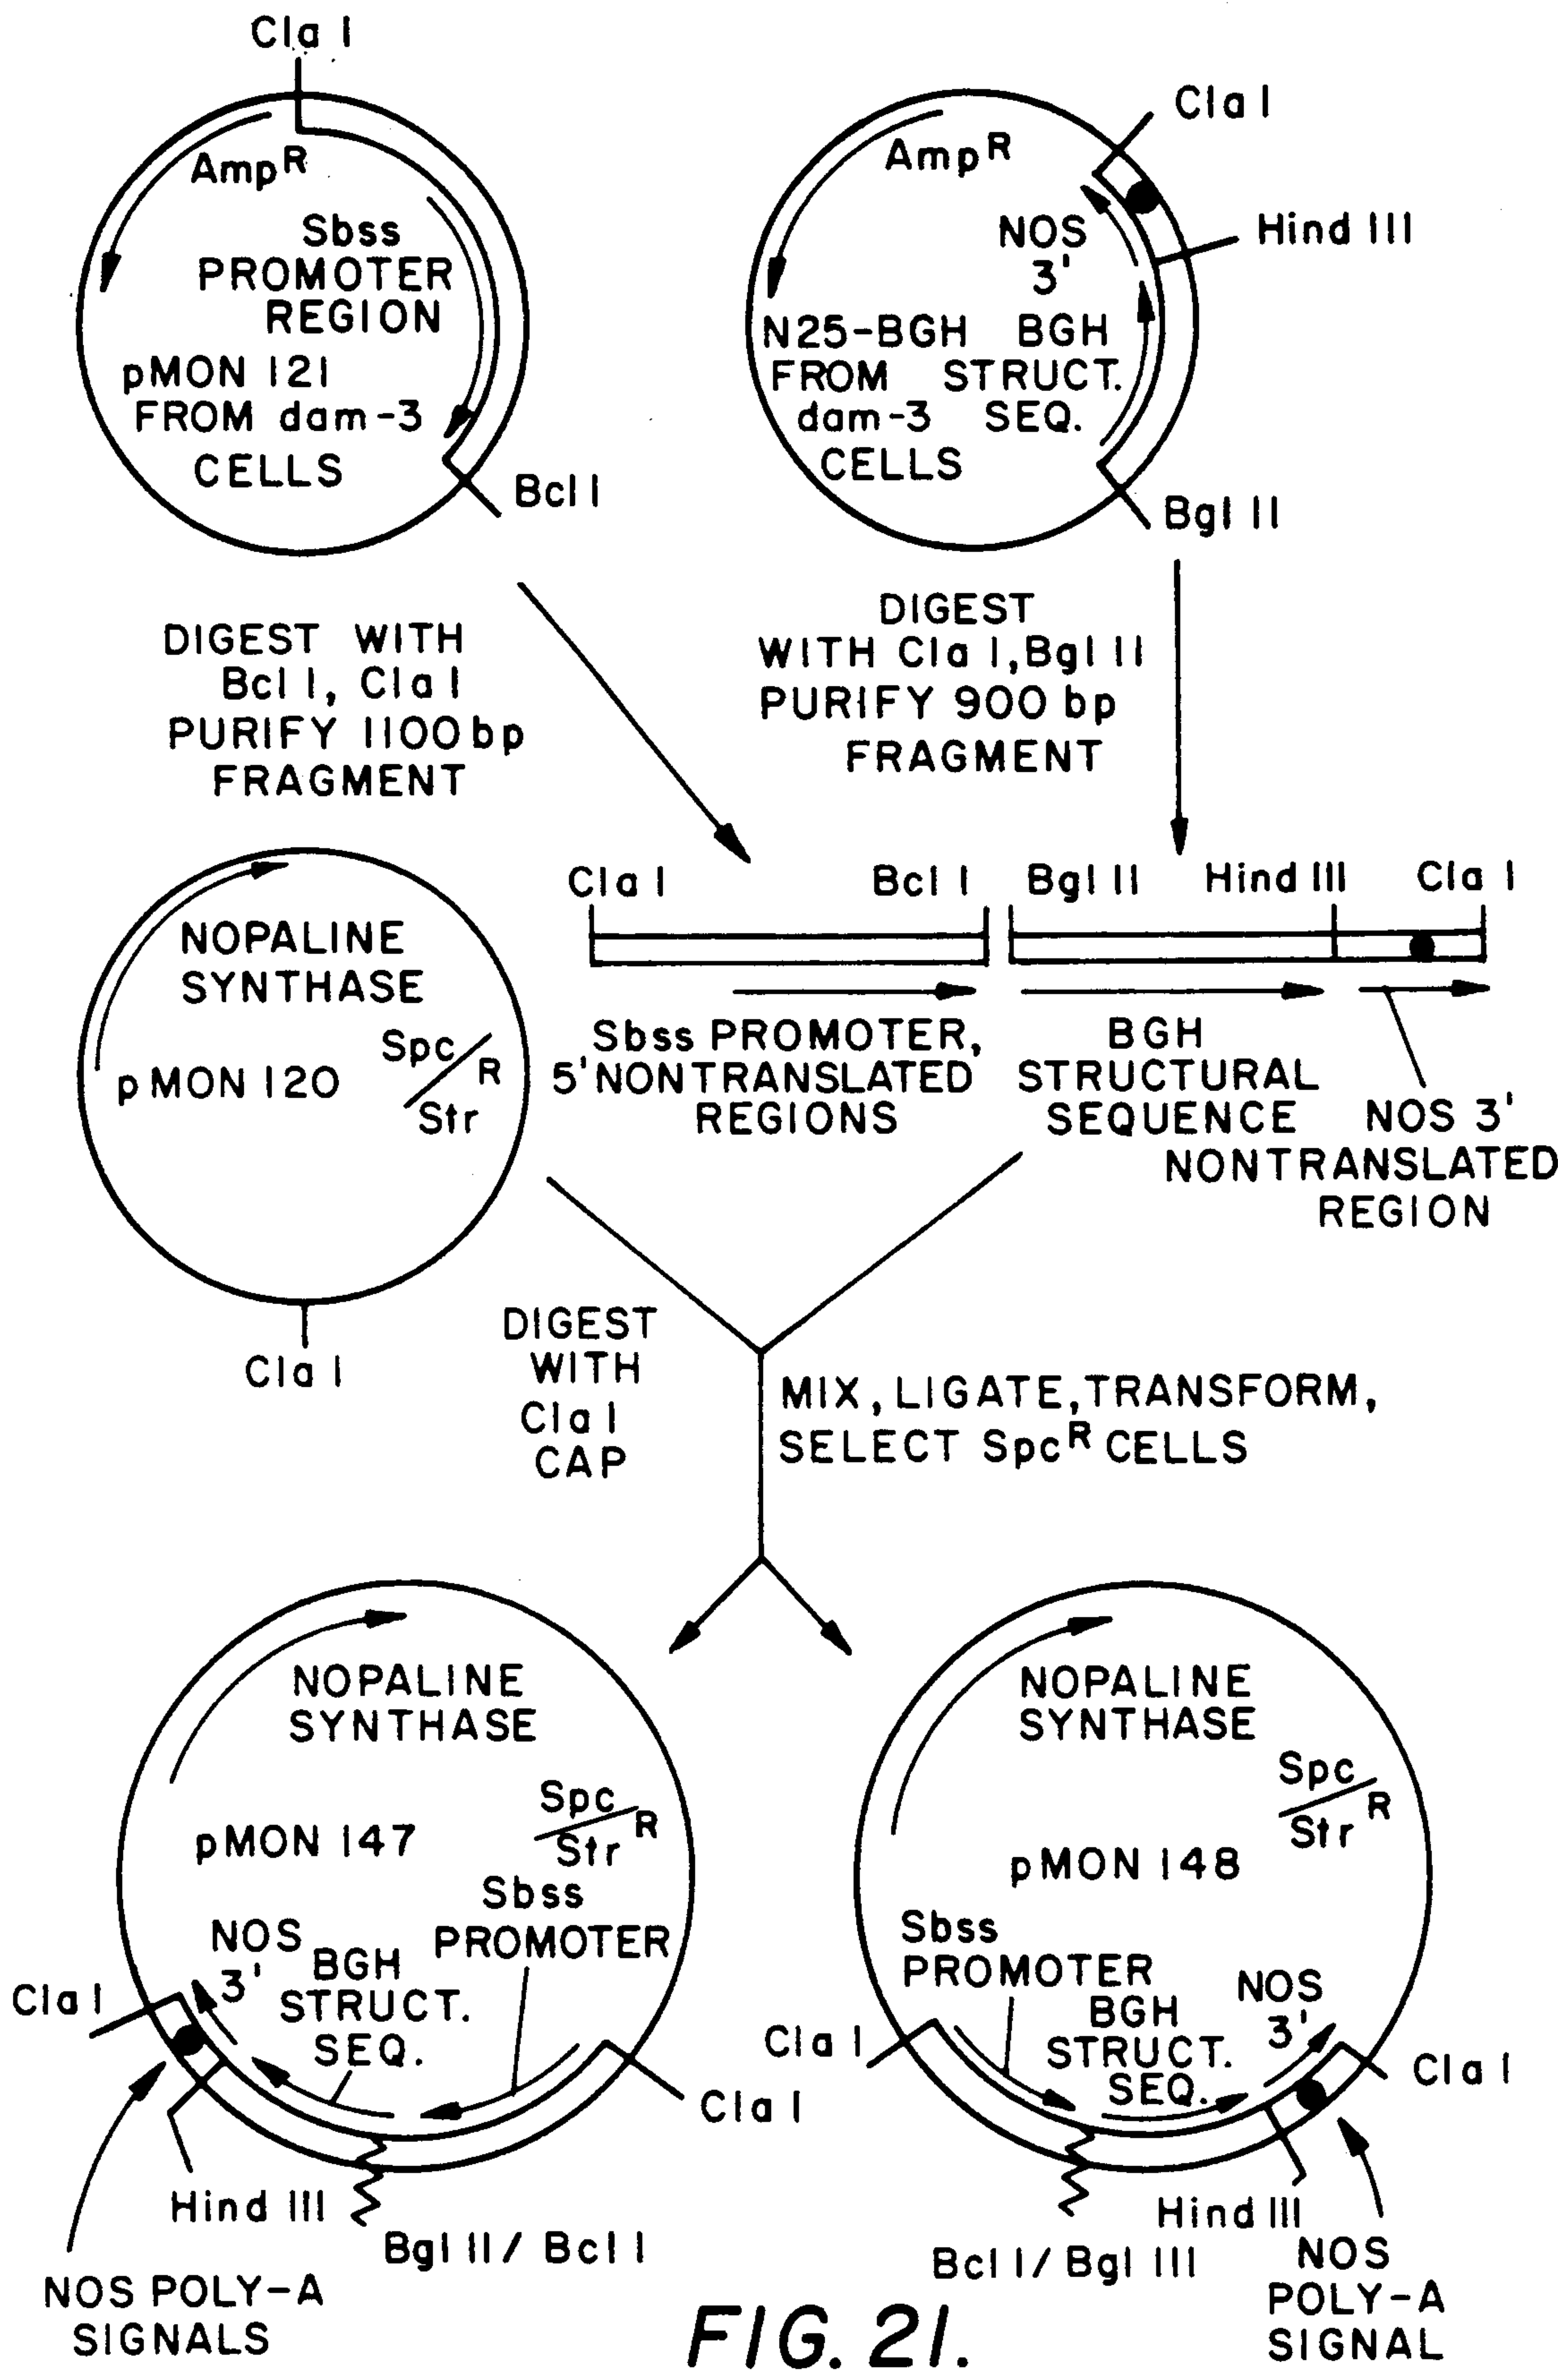 Cla I
Amp R
Sbss
PROMOTER
REGION
pMON 121
FROM dam-3
CELLS
Bcl I
Cla I
Amp R
NOS
3'
Hind III
N25-BGH
FROM
dam-3
CELLS
BGH
STRUCT.
SEQ.
Bgl II
DIGEST WITH
Bcl I, Cla I
PURIFY 1100 bp
FRAGMENT
DIGEST
WITH Cla I, Bgl II
PURIFY 900 bp
FRAGMENT
NOPALINE
SYNTHASE
pMON 120
Spc/Str R
Cla I
Cla I
Bcl I
Bgl II
Hind III
Cla I
Sbss PROMOTER,
5' NONTRANSLATED
REGIONS
BGH
STRUCTURAL
SEQUENCE
NOS 3'
NONTRANSLATED
REGION
DIGEST
WITH
Cla I
CAP
MIX, LIGATE, TRANSFORM,
SELECT Spc R CELLS
NOPALINE
SYNTHASE
pMON 147
Spc/Str R
Sbss
PROMOTER
NOS
3'
BGH
STRUCT.
SEQ.
Cla I
Cla I
Hind III
Bgl II/ Bcl I
NOS POLY-A
SIGNALS
NOPALINE
SYNTHASE
Spc/Str R
pMON 148
Sbss
PROMOTER
BGH
STRUCT.
SEQ.
NOS
3'
Cla I
Cla I
Hind III
Bcl I/ Bgl III
NOS
POLY-A
SIGNAL
FIG. 21.